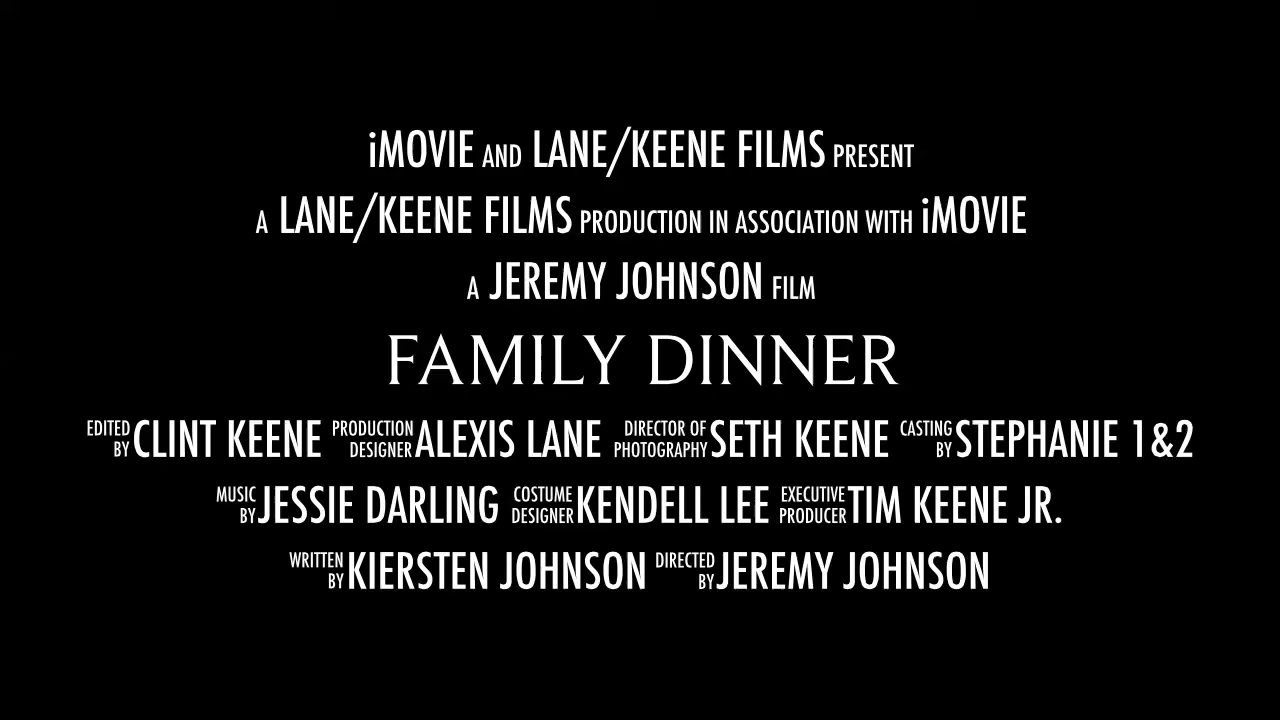 iMOVIE AND LANE/KEENE FILMS PRESENT
A LANE/KEENE FILMS PRODUCTION IN ASSOCIATION WITH iMOVIE
A JEREMY JOHNSON FILM
FAMILY DINNER
EDITED BY CLINT KEENE PRODUCTION DESIGNER ALEXIS LANE DIRECTOR OF PHOTOGRAPHY SETH KEENE CASTING BY STEPHANIE 1&2
MUSIC BY JESSIE DARLING COSTUME DESIGNER KENDELL LEE EXECUTIVE PRODUCER TIM KEENE JR.
WRITTEN BY KIERSTEN JOHNSON DIRECTED BY JEREMY JOHNSON